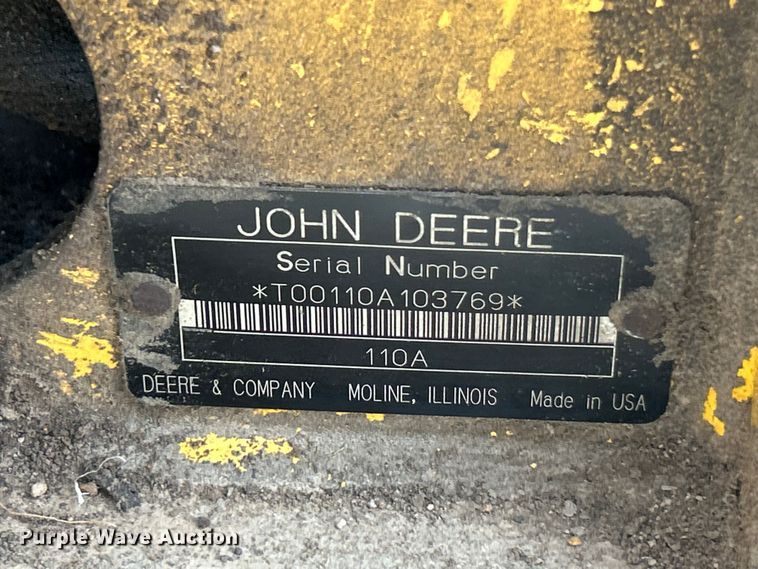 JOHN DEERE
Serial Number
*T00110A103769*
110A
DEERE & COMPANY MOLINE, ILLINOIS Made in USA
Purple Wave Auction